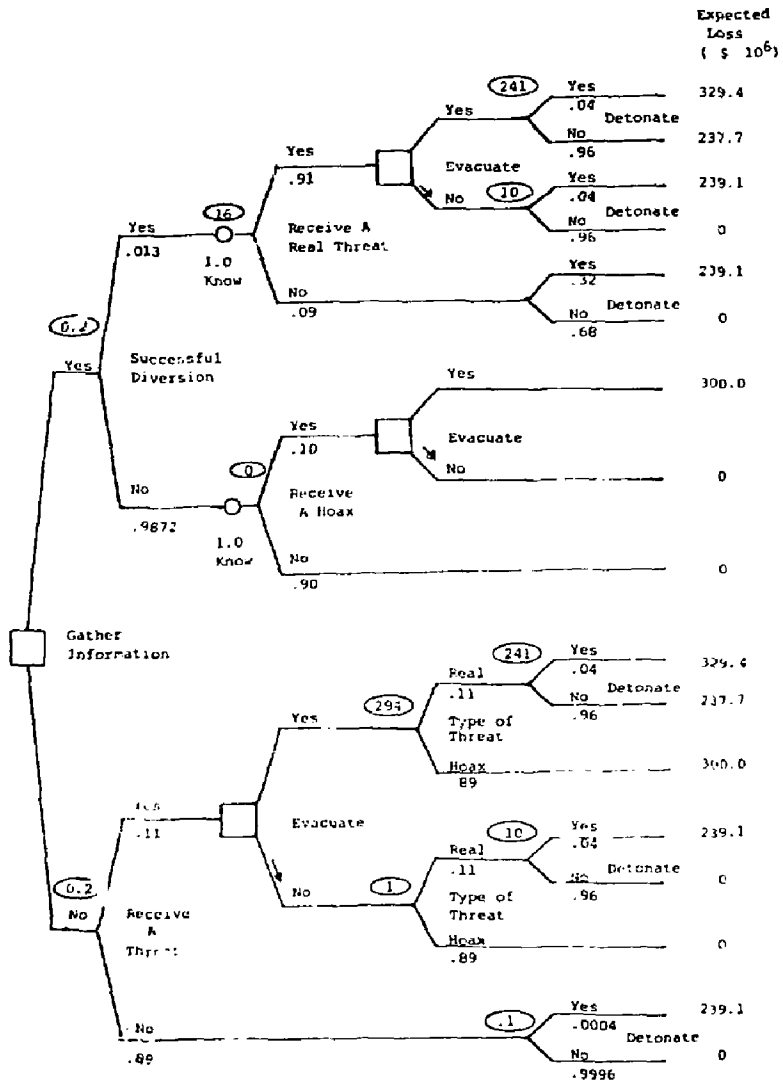 Expected
Loss
( $ 10⁶)
241
Yes
.04
329.4
Yes
Detonate
No
.96
237.7
Yes
.91
Evacuate
No
10
Yes
.04
239.1
Detonate
No
.96
0
16
Yes
.013
1.0
Know
Receive A
Real Threat
No
.09
Yes
.32
239.1
Detonate
No
.68
0
Yes
Successful
Diversion
Yes
300.0
Yes
.10
Evacuate
No
0
0
No
.9872
1.0
Know
Receive
A Hoax
No
.90
0
Gather
Information
241
Yes
.04
329.4
Real
.11
Detonate
No
.96
237.7
Yes
294
Type of
Threat
Hoax
89
300.0
Yes
.11
Evacuate
10
Yes
.04
239.1
Real
.11
Detonate
No
.96
0
0.2
No
No
1
Type of
Threat
Hoax
.89
0
Receive
A
Threat
No
.89
.1
Yes
.0004
239.1
Detonate
No
.9996
0